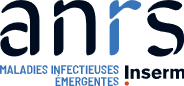 anrs
MALADIES INFECTIEUSES
ÉMERGENTES Inserm